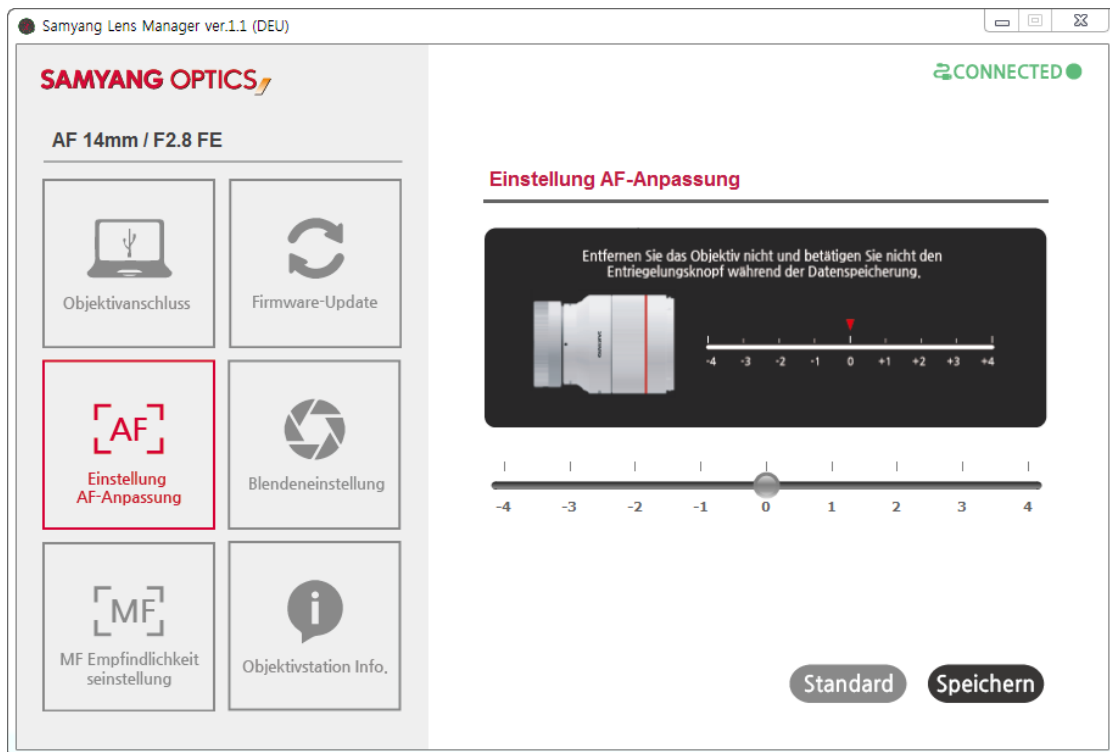 Samyang Lens Manager ver.1.1 (DEU)
SAMYANG OPTICS
CONNECTED
AF 14mm / F2.8 FE
Objektivanschluss
Firmware-Update
AF
Einstellung
AF-Anpassung
Blendeneinstellung
MF
MF Empfindlichkeit
seinstellung
i
Objektivstation Info.
Einstellung AF-Anpassung
Entfernen Sie das Objektiv nicht und betätigen Sie nicht den
Entriegelungsknopf während der Datenspeicherung.
SAMYANG
-4 -3 -2 -1 0 +1 +2 +3 +4
-4 -3 -2 -1 0 1 2 3 4
Standard
Speichern